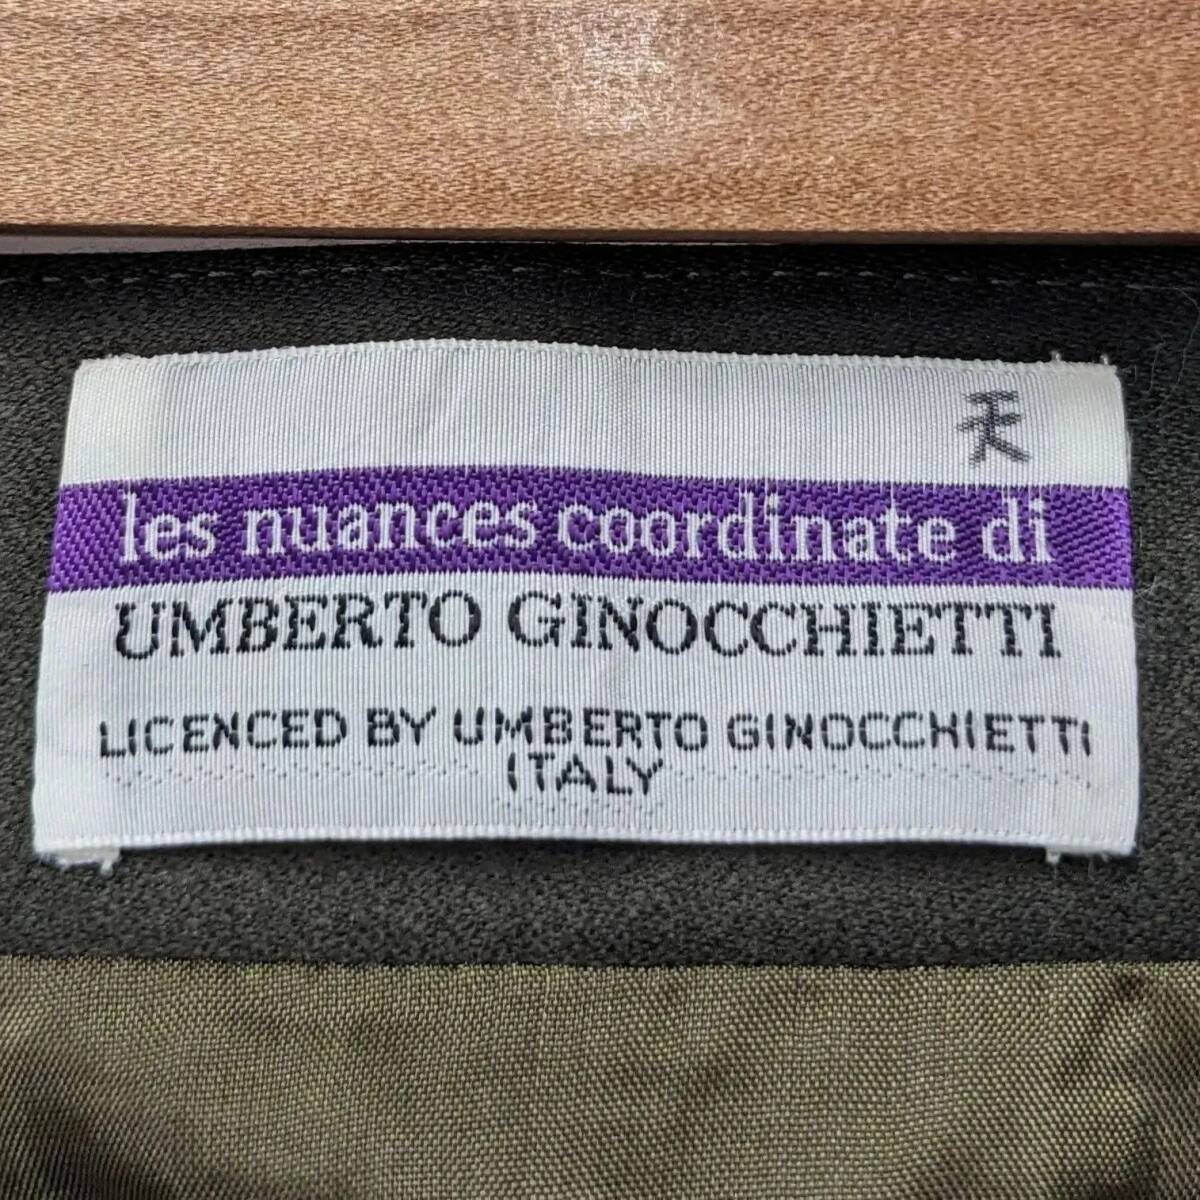 les nuances coordinate di
UMBERTO GINOCCHIETTI
LICENCED BY UMBERTO GINOCCHIETTI
ITALY